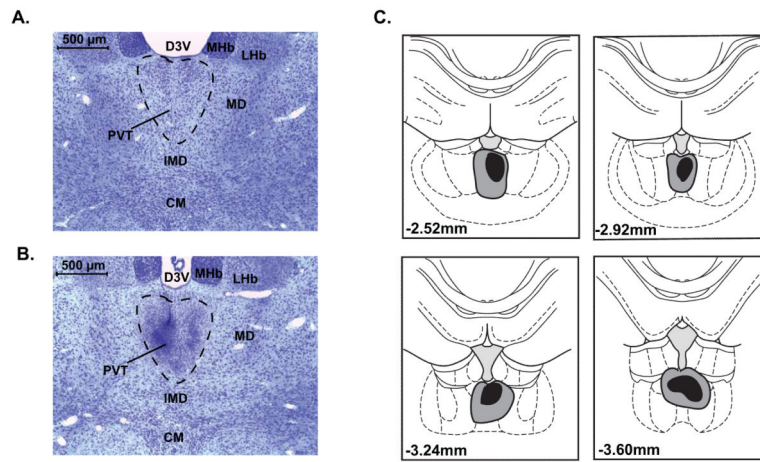 A.
500 µm
D3V
MHb
LHb
MD
PVT
IMD
CM
B.
500 µm
D3V
MHb
LHb
MD
PVT
IMD
CM
C.
-2.52mm
-2.92mm
-3.24mm
-3.60mm